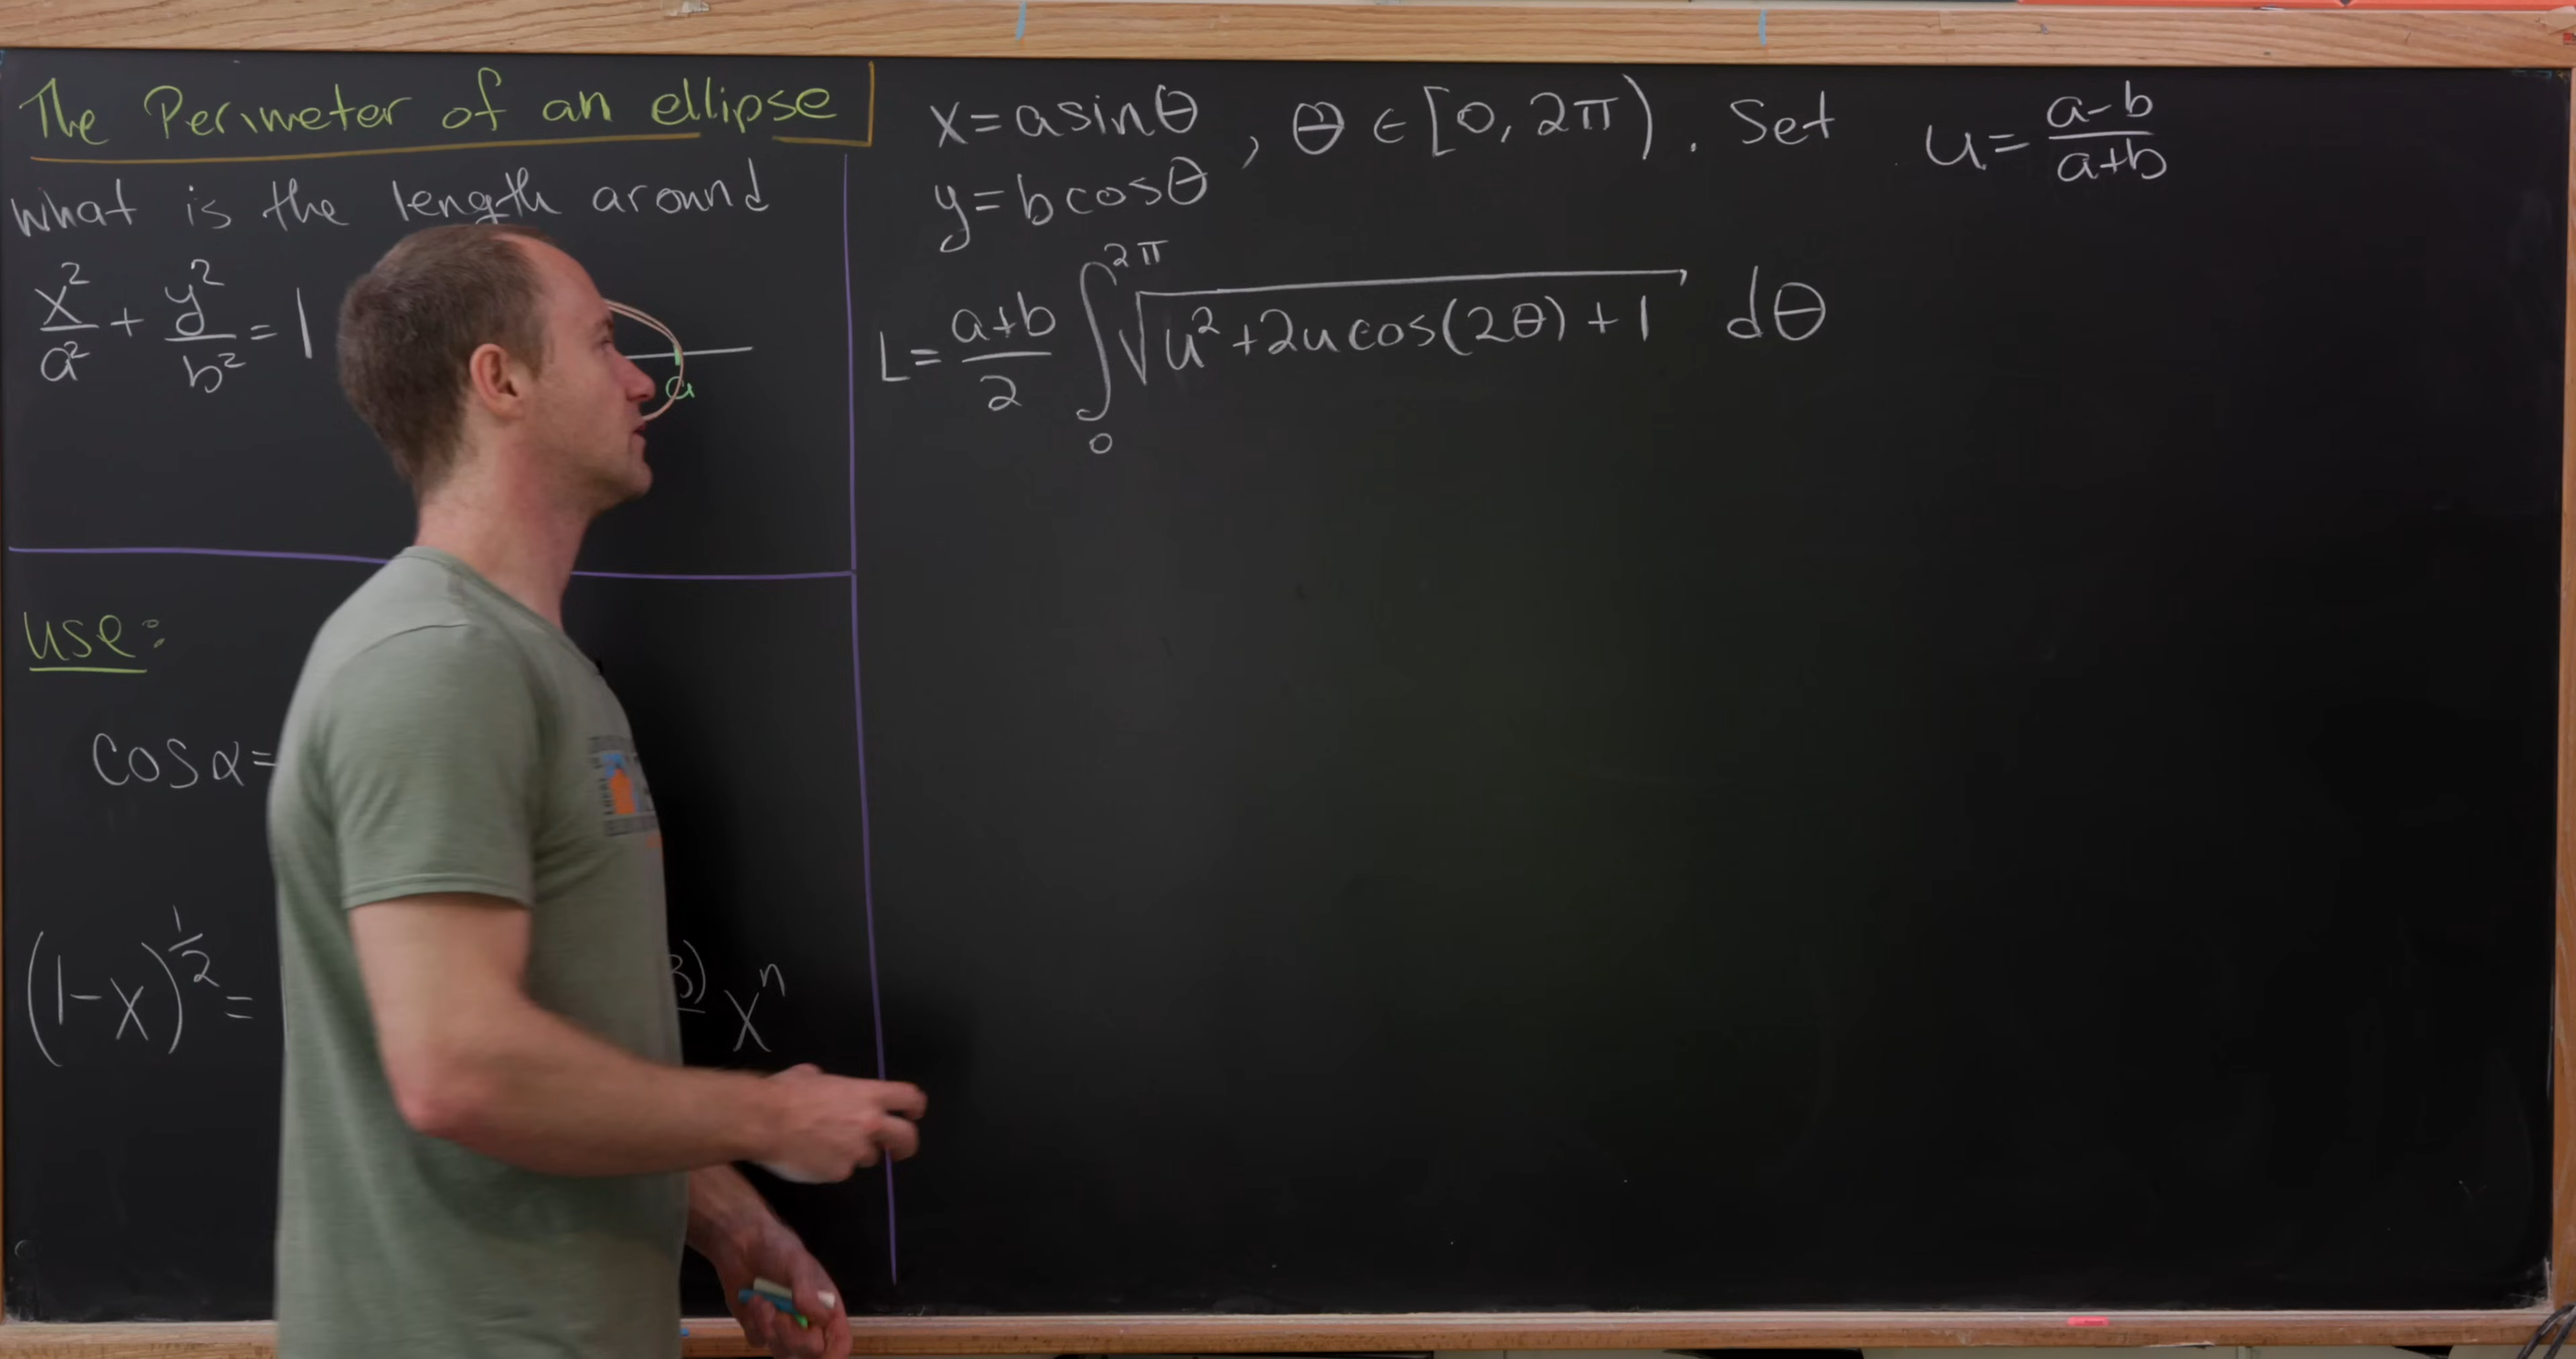 The Perimeter of an ellipse
what is the length around
x²/a² + y²/b² = 1
a
use:
cos α =
(1-x)^(1/2) =
3) xⁿ
x = a sin θ
y = b cos θ
, θ ∈ [0, 2π) . Set u = (a-b)/(a+b)
L = (a+b)/2 ∫₀^(2π) √(u² + 2u cos(2θ) + 1) dθ